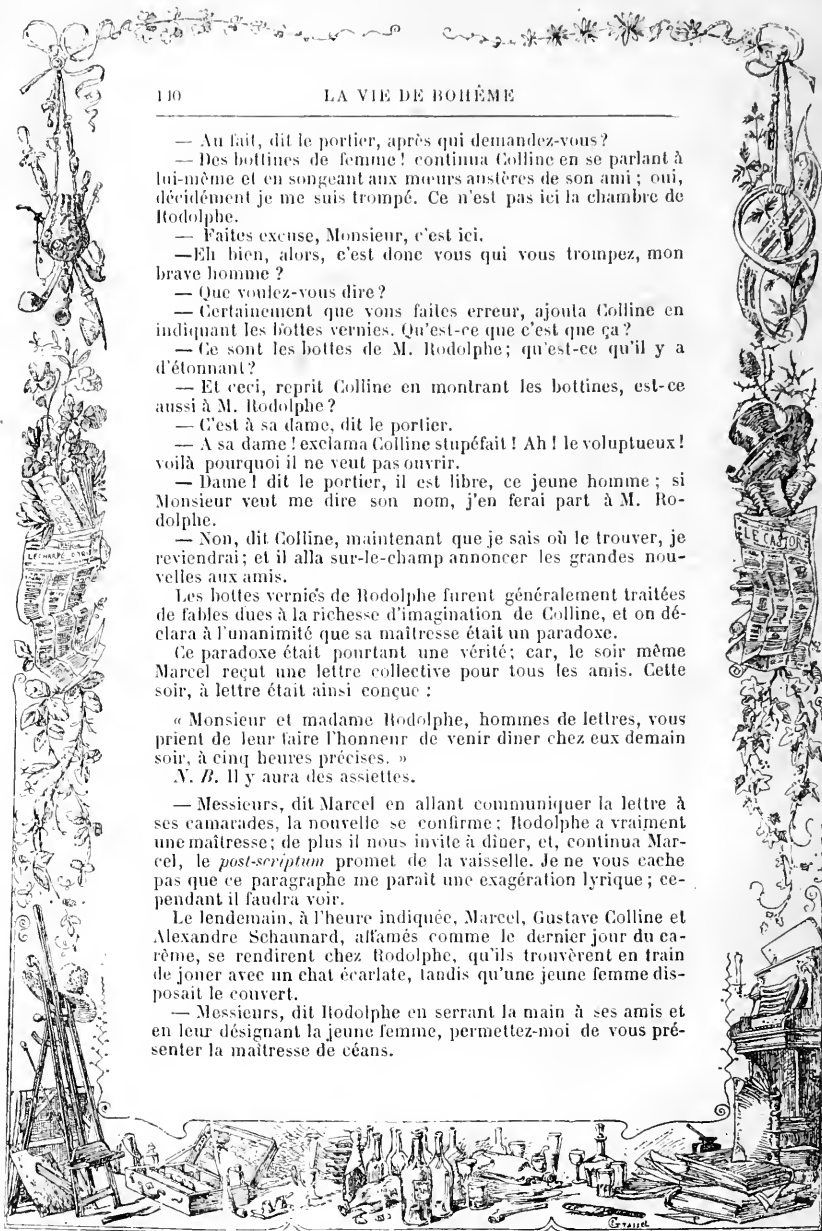 110 LA VIE DE BOHÊME
— Au fait, dit le portier, après qui demandez-vous?
— Des bottines de femme! continua Colline en se parlant à
lui-même et en songeant aux mœurs austères de son ami; oui,
décidément je me suis trompé. Ce n'est pas ici la chambre de
Rodolphe.
— Faites excuse, Monsieur, c'est ici.
—Eh bien, alors, c'est donc vous qui vous trompez, mon
brave homme ?
— Que voulez-vous dire?
— Certainement que vous faites erreur, ajouta Colline en
indiquant les bottes vernies. Qu'est-ce que c'est que ça?
— Ce sont les bottes de M. Rodolphe; qu'est-ce qu'il y a
d'étonnant?
— Et ceci, reprit Colline en montrant les bottines, est-ce
aussi à M. Rodolphe?
— C'est à sa dame, dit le portier.
— A sa dame! exclama Colline stupéfait! Ah! le voluptueux!
voilà pourquoi il ne veut pas ouvrir.
— Dame! dit le portier, il est libre, ce jeune homme; si
Monsieur veut me dire son nom, j'en ferai part à M. Ro-
dolphe.
— Non, dit Colline, maintenant que je sais où le trouver, je
reviendrai; et il alla sur-le-champ annoncer les grandes nou-
velles aux amis.
Les bottes vernies de Rodolphe furent généralement traitées
de fables dues à la richesse d'imagination de Colline, et on dé-
clara à l'unanimité que sa maîtresse était un paradoxe.
Ce paradoxe était pourtant une vérité; car, le soir même
Marcel reçut une lettre collective pour tous les amis. Cette
soir, à lettre était ainsi conçue :
« Monsieur et madame Rodolphe, hommes de lettres, vous
prient de leur faire l'honneur de venir dîner chez eux demain
soir, à cinq heures précises. »
N. B. Il y aura des assiettes.
— Messieurs, dit Marcel en allant communiquer la lettre à
ses camarades, la nouvelle se confirme; Rodolphe a vraiment
une maîtresse; de plus il nous invite à dîner, et, continua Mar-
cel, le post-scriptum promet de la vaisselle. Je ne vous cache
pas que ce paragraphe me paraît une exagération lyrique; ce-
pendant il faudra voir.
Le lendemain, à l'heure indiquée, Marcel, Gustave Colline et
Alexandre Schaunard, affamés comme le dernier jour du ca-
rême, se rendirent chez Rodolphe, qu'ils trouvèrent en train
de jouer avec un chat écarlate, tandis qu'une jeune femme dis-
posait le couvert.
— Messieurs, dit Rodolphe en serrant la main à ses amis et
en leur désignant la jeune femme, permettez-moi de vous pré-
senter la maîtresse de céans.
LE CASTOR